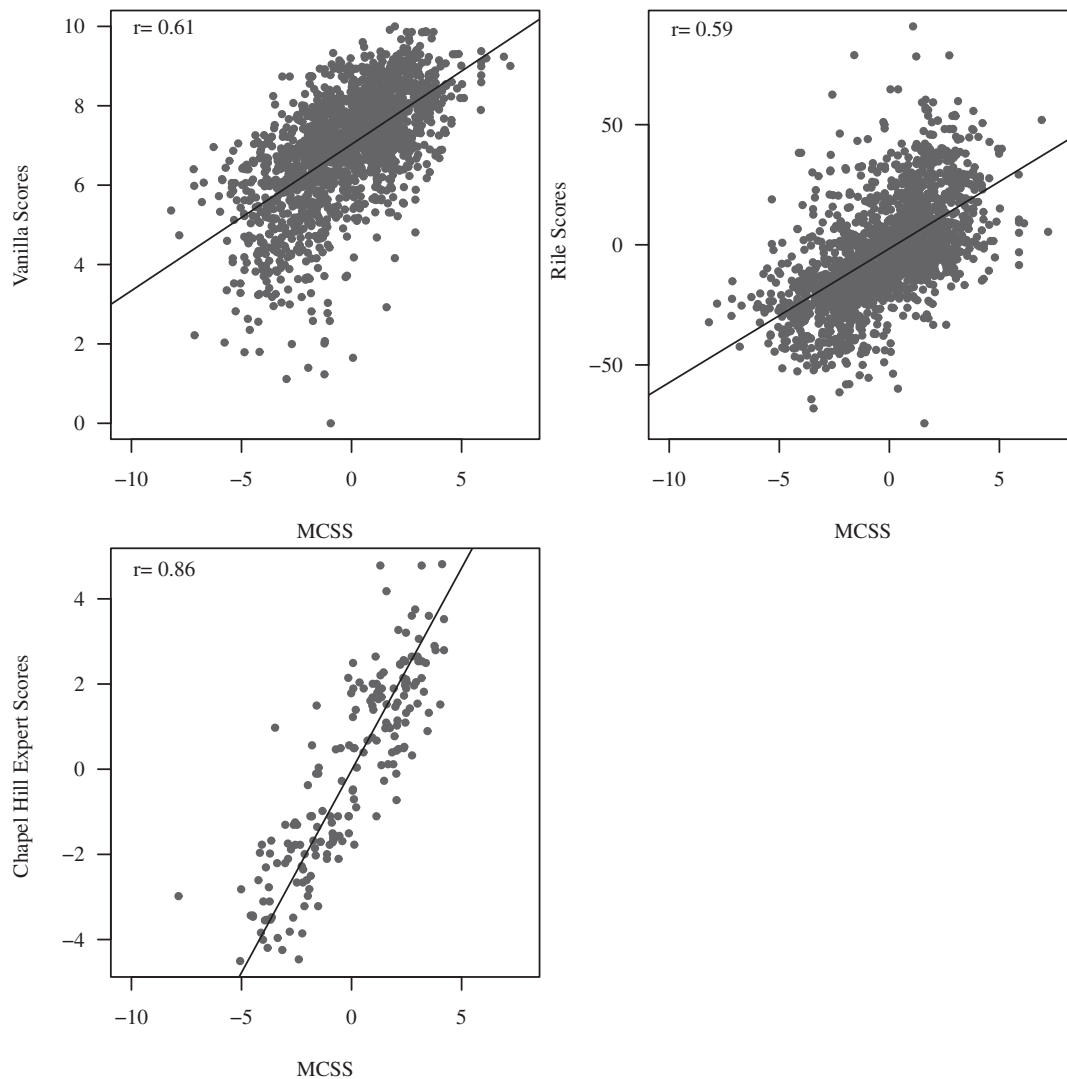 r= 0.61
10
8
6
4
2
0
Vanilla Scores
−10
−5
0
5
MCSS
r= 0.59
50
0
−50
Rile Scores
−10
−5
0
5
MCSS
r= 0.86
4
2
0
−2
−4
Chapel Hill Expert Scores
−10
−5
0
5
MCSS